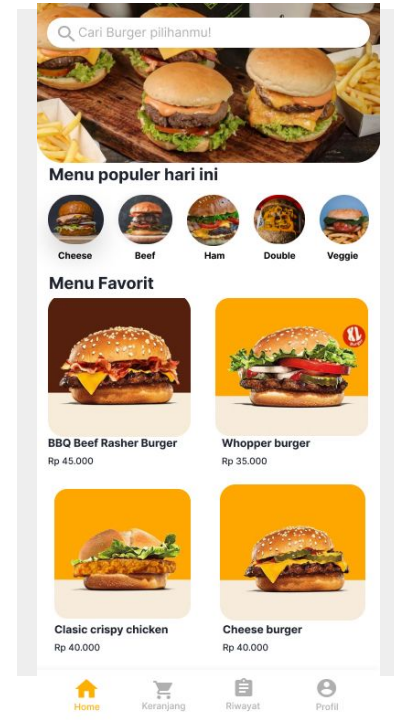 Cari Burger pilihanmu!
Menu populer hari ini
Cheese Beef Ham Double Veggie
Menu Favorit
XL
BBQ Beef Rasher Burger
Rp 45.000
Whopper burger
Rp 35.000
Clasic crispy chicken
Rp 40.000
Cheese burger
Rp 40.000
Home Keranjang Riwayat Profil